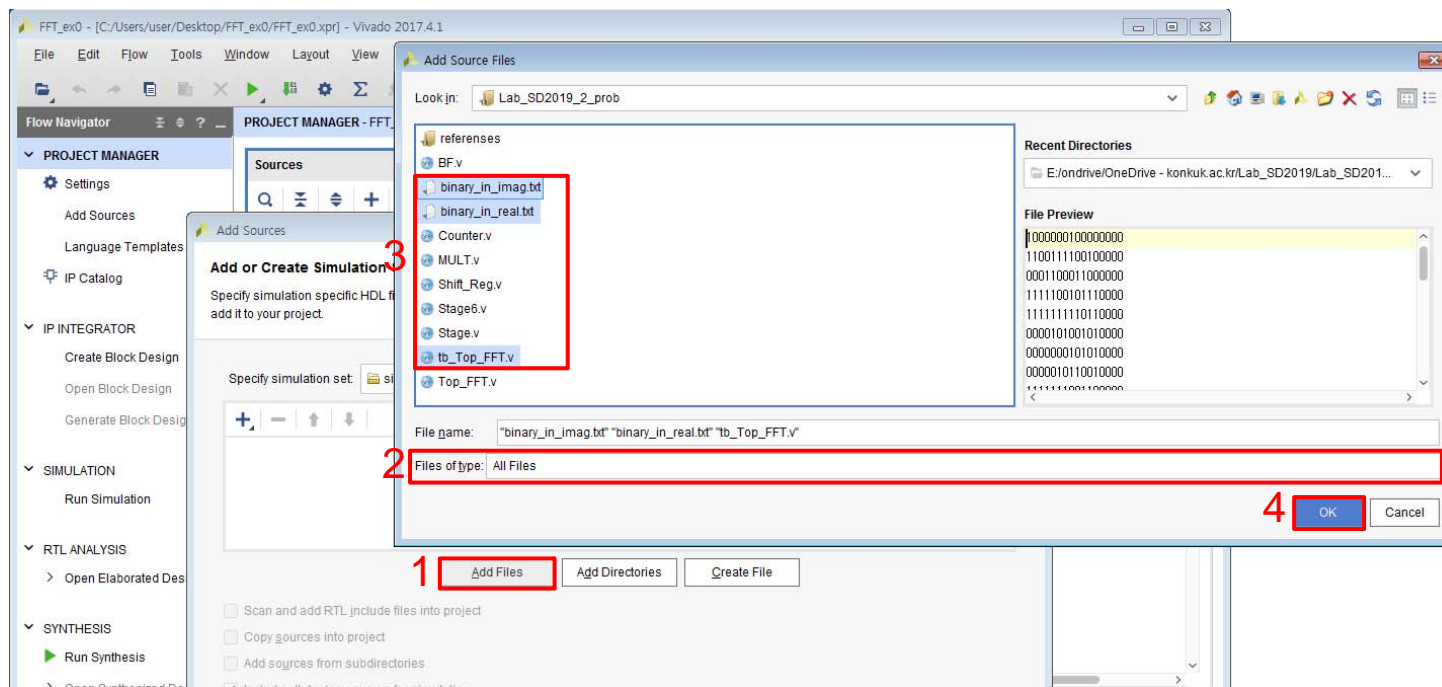 FFT_ex0 - [C:/Users/user/Desktop/FFT_ex0/FFT_ex0.xpr] - Vivado 2017.4.1
File Edit Flow Tools Window Layout View
Flow Navigator
PROJECT MANAGER
Settings
Add Sources
Language Templates
IP Catalog
IP INTEGRATOR
Create Block Design
Open Block Design
Generate Block Desig
SIMULATION
Run Simulation
RTL ANALYSIS
Open Elaborated Des
SYNTHESIS
Run Synthesis
PROJECT MANAGER - FFT_
Sources
Add Sources
Add or Create Simulation
Specify simulation specific HDL fi
add it to your project.
Specify simulation set: si
1
Add Files Add Directories Create File
Scan and add RTL include files into project
Copy sources into project
Add sources from subdirectories
Add Source Files
Look in: Lab_SD2019_2_prob
referenses
BF.v
binary_in_imag.txt
binary_in_real.txt
Counter.v
3
MULT.v
Shift_Reg.v
Stage6.v
Stage.v
tb_Top_FFT.v
Top_FFT.v
Recent Directories
E:/ondrive/OneDrive - konkuk.ac.kr/Lab_SD2019/Lab_SD201...
File Preview
1000000100000000
1100111100100000
0001100011000000
1111100101110000
1111111110110000
0000101001010000
0000000101010000
0000010110010000
File name: "binary_in_imag.txt" "binary_in_real.txt" "tb_Top_FFT.v"
2
Files of type: All Files
4
OK Cancel